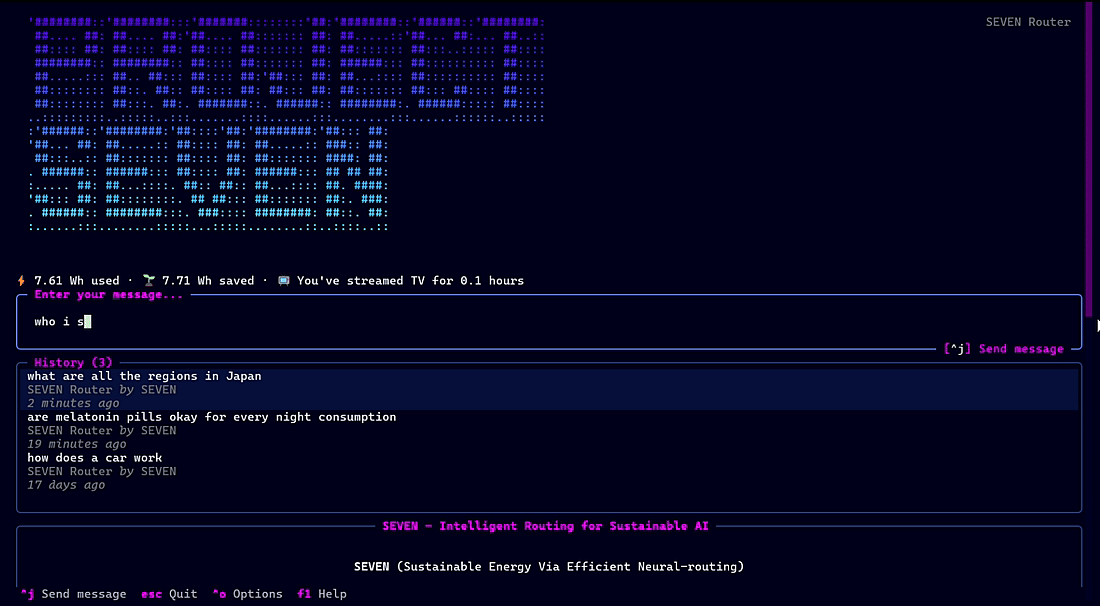 PROJECT
SEVEN
SEVEN Router
7.61 Wh used · 7.71 Wh saved · You've streamed TV for 0.1 hours
Enter your message...
who i s
[^j] Send message
History (3)
what are all the regions in Japan
SEVEN Router by SEVEN
2 minutes ago
are melatonin pills okay for every night consumption
SEVEN Router by SEVEN
19 minutes ago
how does a car work
SEVEN Router by SEVEN
17 days ago
SEVEN - Intelligent Routing for Sustainable AI
SEVEN (Sustainable Energy Via Efficient Neural-routing)
^j Send message esc Quit ^o Options f1 Help